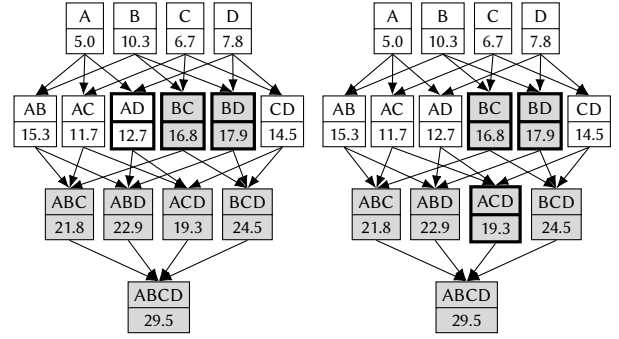 A B C D
5.0 10.3 6.7 7.8
AB AC AD BC BD CD
15.3 11.7 12.7 16.8 17.9 14.5
ABC ABD ACD BCD
21.8 22.9 19.3 24.5
ABCD
29.5
A B C D
5.0 10.3 6.7 7.8
AB AC AD BC BD CD
15.3 11.7 12.7 16.8 17.9 14.5
ABC ABD ACD BCD
21.8 22.9 19.3 24.5
ABCD
29.5